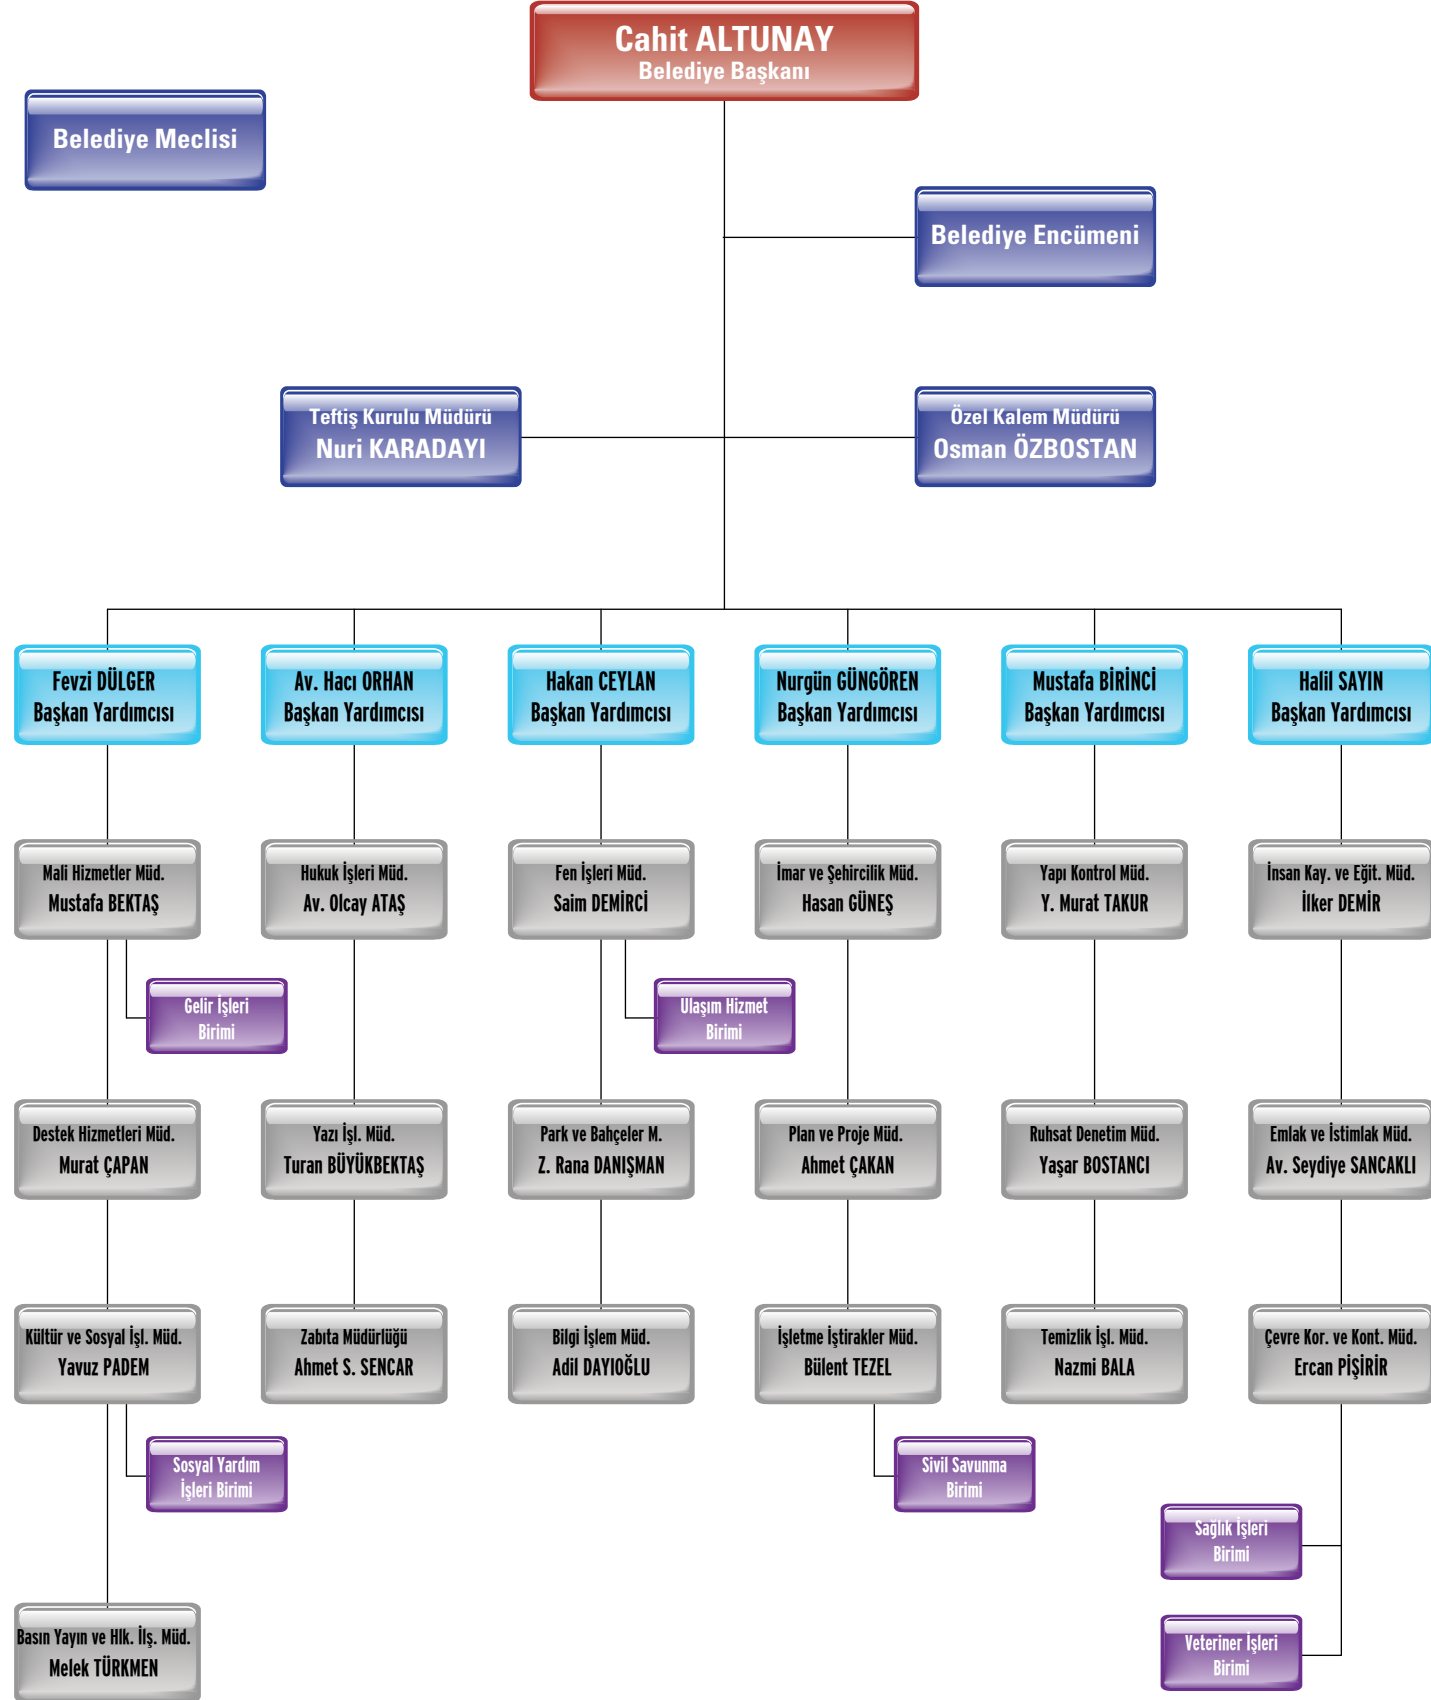 Cahit ALTUNAY
Belediye Başkanı
Belediye Meclisi
Belediye Encümeni
Teftiş Kurulu Müdürü
Nuri KARADAYI
Özel Kalem Müdürü
Osman ÖZBOSTAN
Fevzi DÜLGER
Başkan Yardımcısı
Av. Hacı ORHAN
Başkan Yardımcısı
Hakan CEYLAN
Başkan Yardımcısı
Nurgün GÜNGÖREN
Başkan Yardımcısı
Mustafa BİRİNCİ
Başkan Yardımcısı
Halil SAYIN
Başkan Yardımcısı
Mali Hizmetler Müd.
Mustafa BEKTAŞ
Hukuk İşleri Müd.
Av. Olcay ATAŞ
Fen İşleri Müd.
Saim DEMİRCİ
İmar ve Şehircilik Müd.
Hasan GÜNEŞ
Yapı Kontrol Müd.
Y. Murat TAKUR
İnsan Kay. ve Eğit. Müd.
İlker DEMİR
Gelir İşleri
Birimi
Ulaşım Hizmet
Birimi
Destek Hizmetleri Müd.
Murat ÇAPAN
Yazı İşl. Müd.
Turan BÜYÜKBEKTAŞ
Park ve Bahçeler M.
Z. Rana DANIŞMAN
Plan ve Proje Müd.
Ahmet ÇAKAN
Ruhsat Denetim Müd.
Yaşar BOSTANCI
Emlak ve İstimlak Müd.
Av. Seydiye SANCAKLI
Kültür ve Sosyal İşl. Müd.
Yavuz PADEM
Zabıta Müdürlüğü
Ahmet S. SENCAR
Bilgi İşlem Müd.
Adil DAYIOĞLU
İşletme İştirakler Müd.
Bülent TEZEL
Temizlik İşl. Müd.
Nazmi BALA
Çevre Kor. ve Kont. Müd.
Ercan PİŞİRİR
Sosyal Yardım
İşleri Birimi
Sivil Savunma
Birimi
Sağlık İşleri
Birimi
Basın Yayın ve Hlk. İlş. Müd.
Melek TÜRKMEN
Veteriner İşleri
Birimi